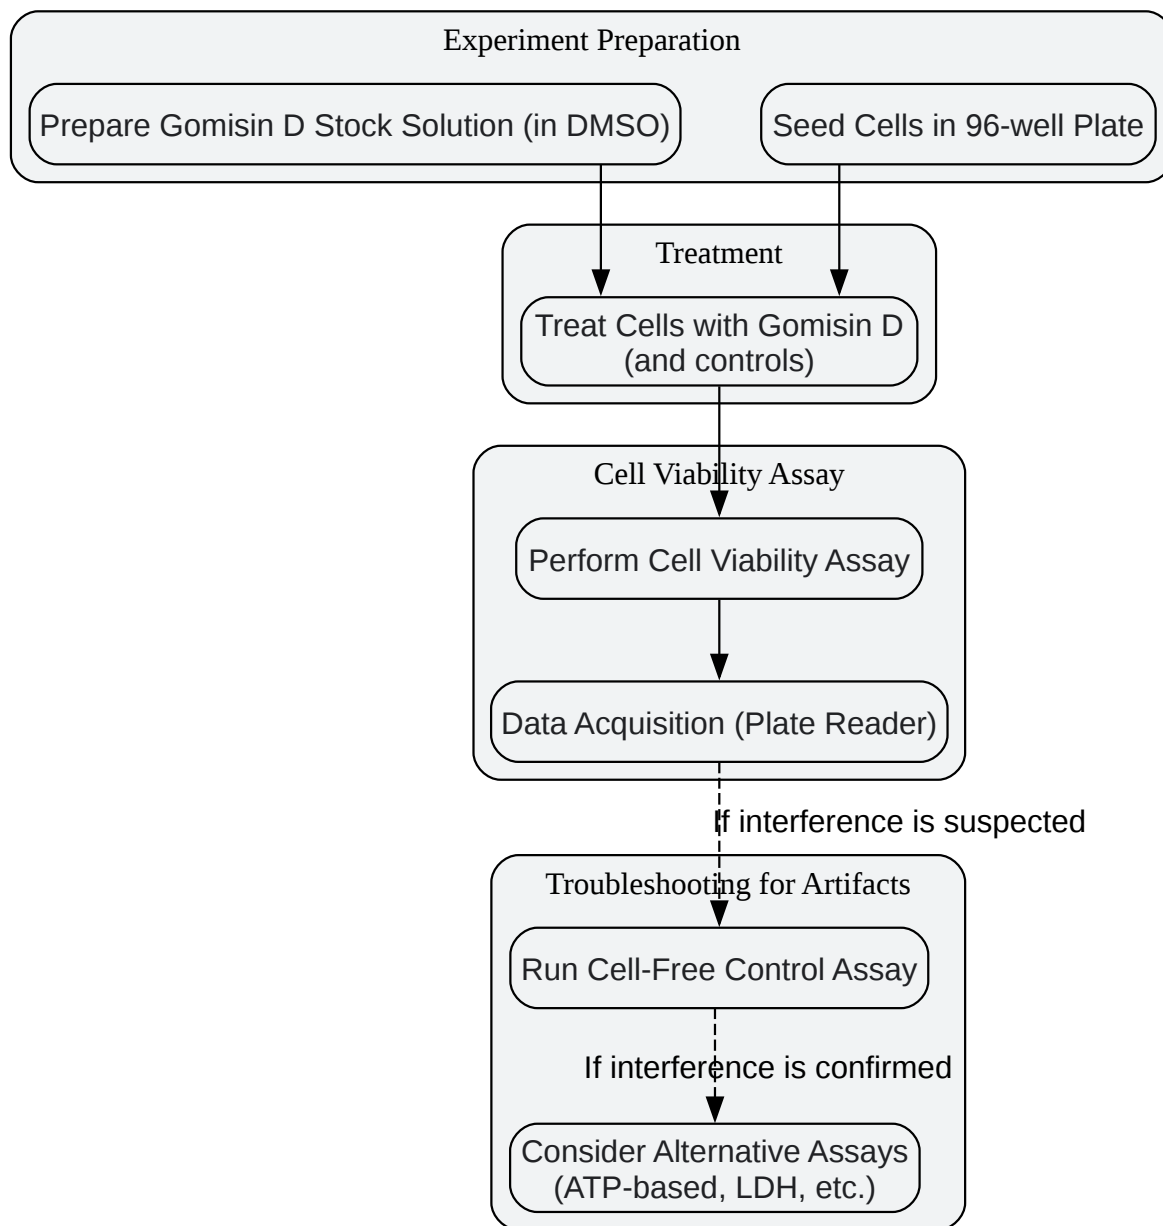 Experiment Preparation
Prepare Gomisin D Stock Solution (in DMSO)
Seed Cells in 96-well Plate
Treatment
Treat Cells with Gomisin D
(and controls)
Cell Viability Assay
Perform Cell Viability Assay
Data Acquisition (Plate Reader)
If interference is suspected
Troubleshooting for Artifacts
Run Cell-Free Control Assay
If interference is confirmed
Consider Alternative Assays
(ATP-based, LDH, etc.)